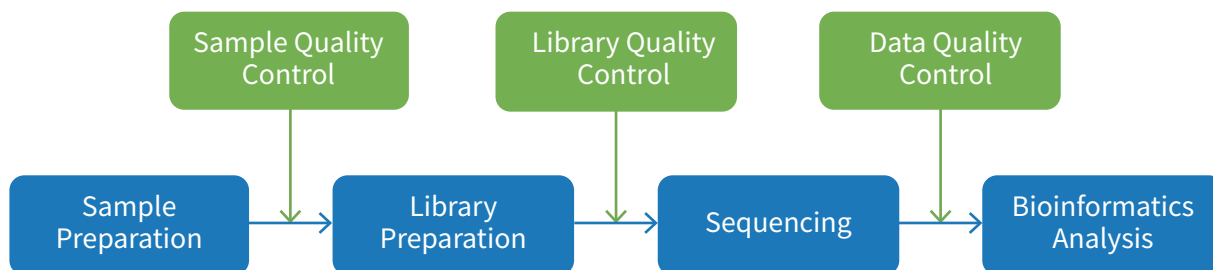 Sample Quality
Control
Library Quality
Control
Data Quality
Control
Sample
Preparation
Library
Preparation
Sequencing
Bioinformatics
Analysis